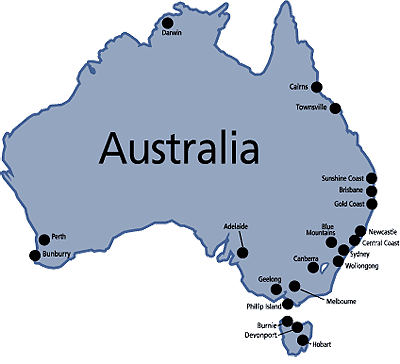 Darwin
Cairns
Townsville
Australia
Sunshine Coast
Brisbane
Gold Coast
Adelaide
Blue
Mountains
Newcastle
Central Coast
Sydney
Wollongong
Perth
Bunburry
Canberra
Geelong
Melbourne
Phillip Island
Burnie
Devonport
Hobart